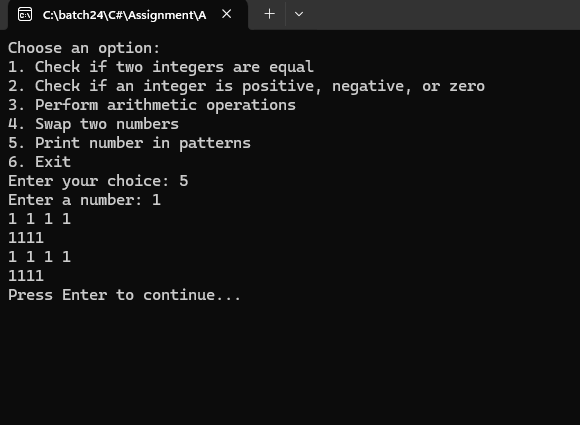 C:\batch24\C#\Assignment\A
Choose an option:
1. Check if two integers are equal
2. Check if an integer is positive, negative, or zero
3. Perform arithmetic operations
4. Swap two numbers
5. Print number in patterns
6. Exit
Enter your choice: 5
Enter a number: 1
1 1 1 1
1111
1 1 1 1
1111
Press Enter to continue...